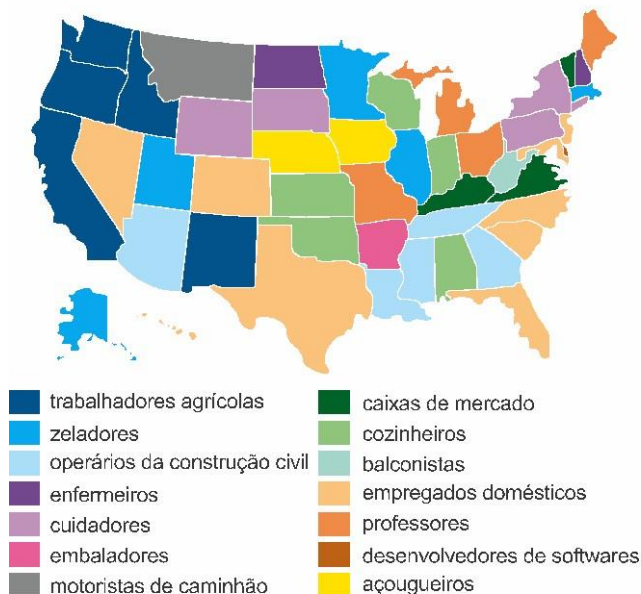 trabalhadores agrícolas
zeladores
operários da construção civil
enfermeiros
cuidadores
embaladores
motoristas de caminhão
caixas de mercado
cozinheiros
balconistas
empregados domésticos
professores
desenvolvedores de softwares
açougueiros